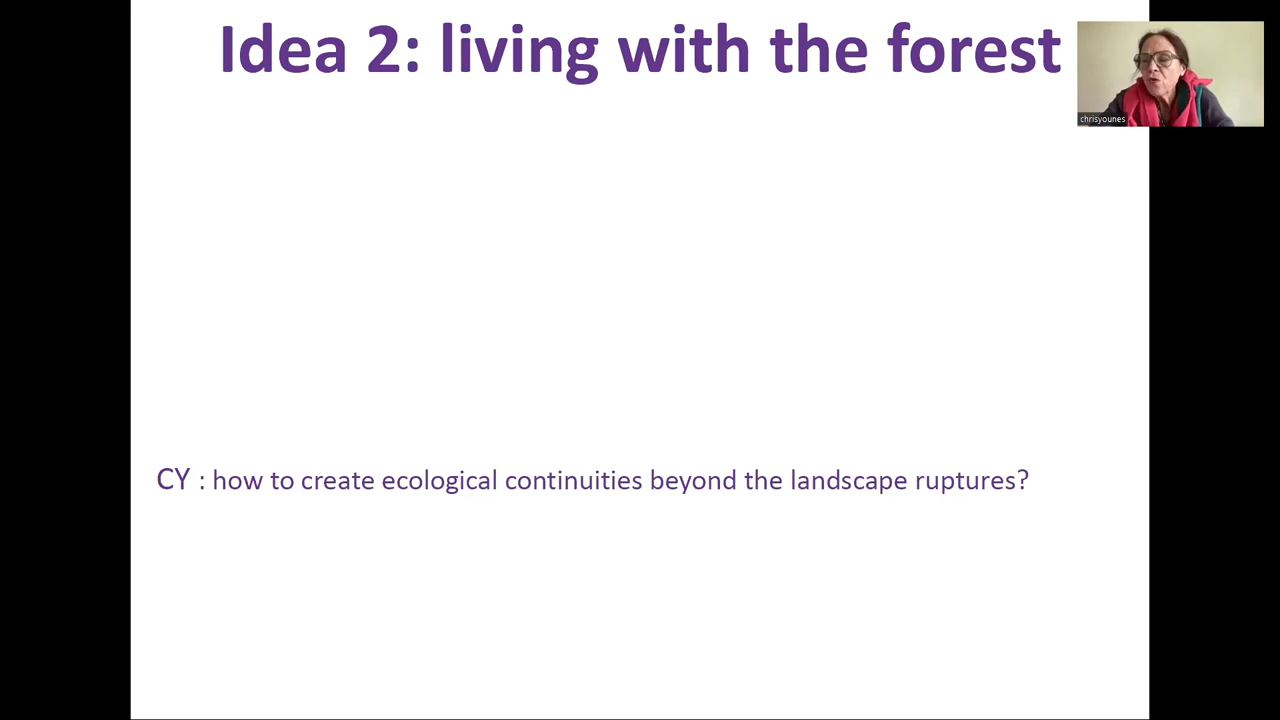 Idea 2: living with the forest
chrisyounes
CY : how to create ecological continuities beyond the landscape ruptures?